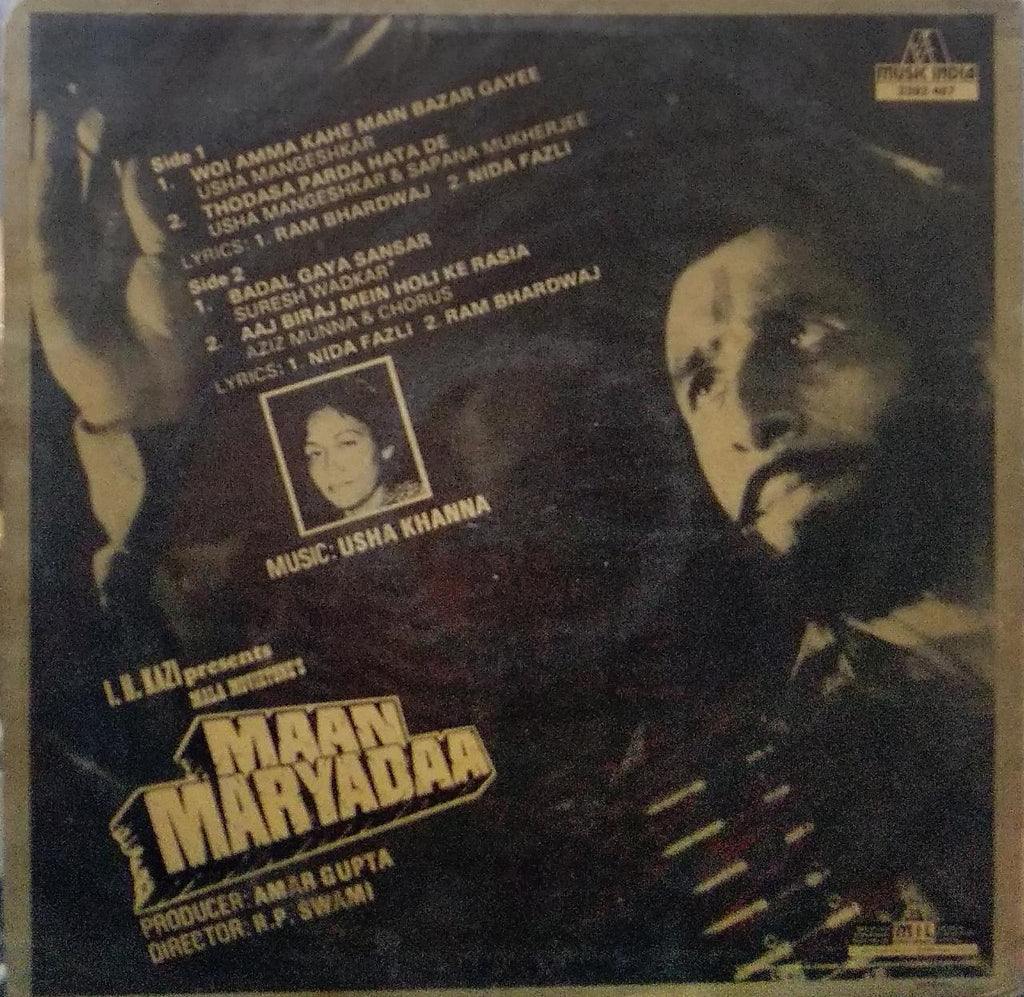 MUSIC INDIA
2392 467
Side 1
1. WOI AMMA KAHE MAIN BAZAR GAYEE
USHA MANGESHKAR
2. THODASA PARDA HATA DE
USHA MANGESHKAR & SAPANA MUKHERJEE
LYRICS: 1. RAM BHARDWAJ 2. NIDA FAZLI
Side 2
1. BADAL GAYA SANSAR
SURESH WADKAR
2. AAJ BIRAJ MEIN HOLI KE RASIA
AZIZ MUNNA & CHORUS
LYRICS: 1. NIDA FAZLI 2. RAM BHARDWAJ
MUSIC: USHA KHANNA
KAZI presents
MAAN
MARYADAA
PRODUCER: AMAR GUPTA
DIRECTOR: R.P. SWAMI
MIL